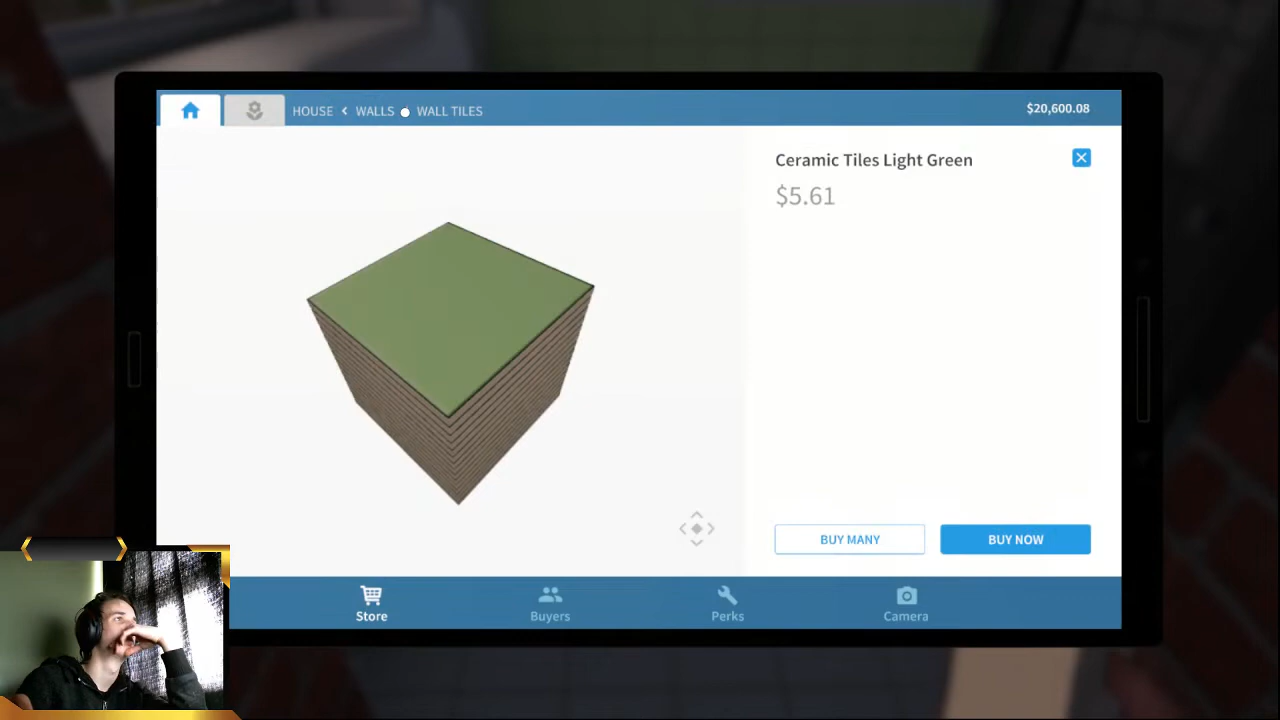 HOUSE < WALLS WALL TILES
$20,600.08
Ceramic Tiles Light Green
$5.61
BUY MANY
BUY NOW
Store
Buyers
Perks
Camera